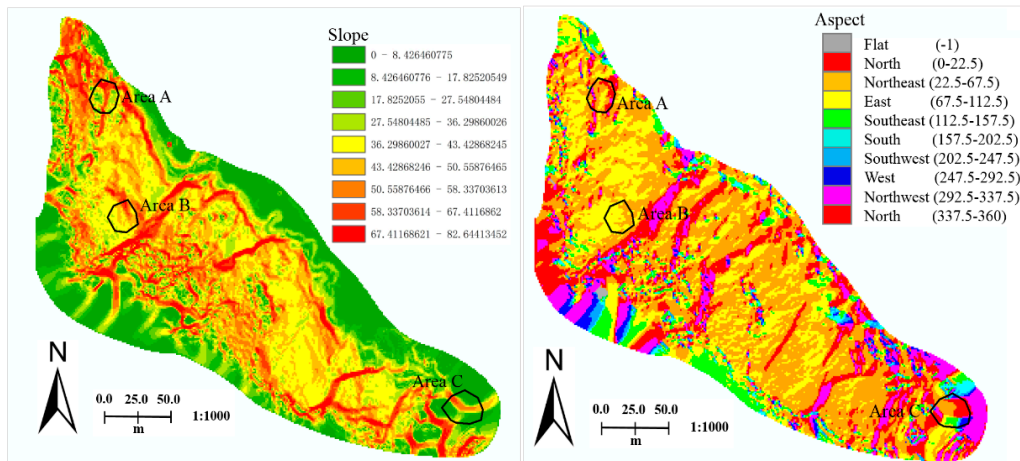 Slope
0 - 8.426460775
8.426460776 - 17.82520549
17.8252055 - 27.54804484
27.54804485 - 36.29860026
36.29860027 - 43.42868245
43.42868246 - 50.55876465
50.55876466 - 58.33703613
58.33703614 - 67.4116862
67.41168621 - 82.64413452
Area A
Area B
Area C
N
0.0 25.0 50.0
m
1:1000
Aspect
Flat (-1)
North (0-22.5)
Northeast (22.5-67.5)
East (67.5-112.5)
Southeast (112.5-157.5)
South (157.5-202.5)
Southwest (202.5-247.5)
West (247.5-292.5)
Northwest (292.5-337.5)
North (337.5-360)
Area A
Area B
Area C
N
0.0 25.0 50.0
m
1:1000